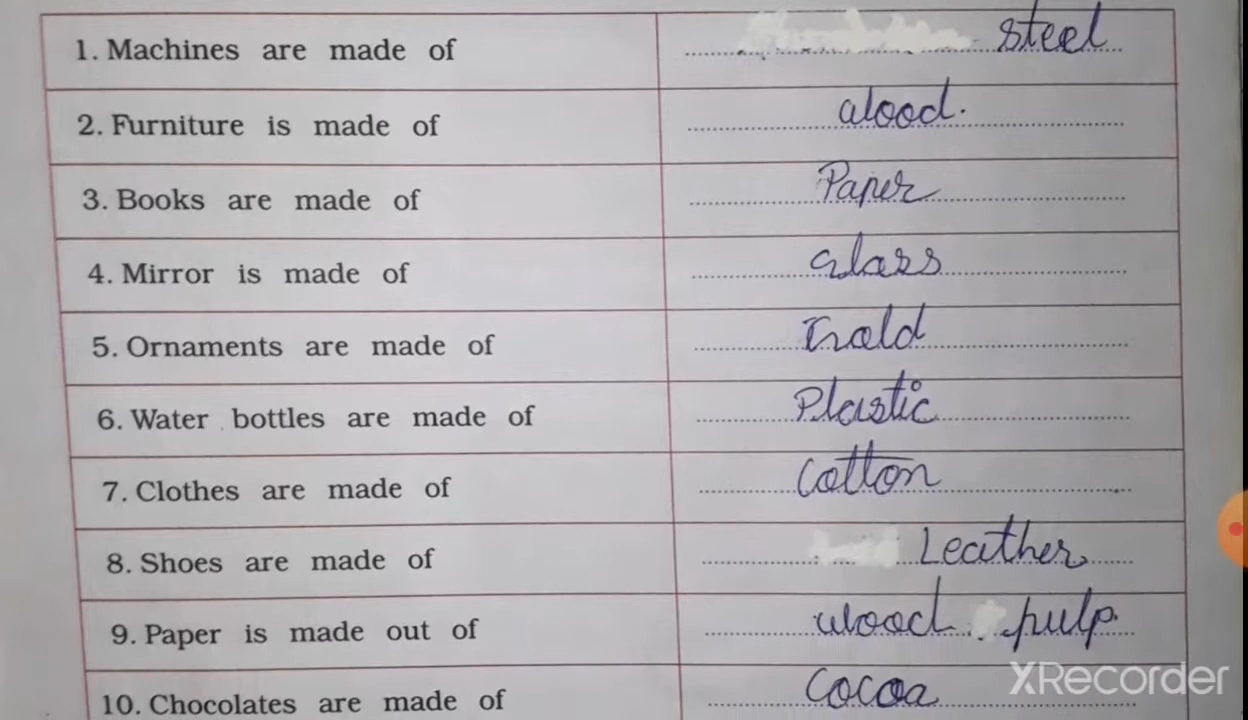 1. Machines are made of steel
2. Furniture is made of wood.
3. Books are made of Paper
4. Mirror is made of Glass
5. Ornaments are made of Gold
6. Water bottles are made of Plastic
7. Clothes are made of Cotton
8. Shoes are made of Leather
9. Paper is made out of wood pulp
10. Chocolates are made of Cocoa
XRecorder